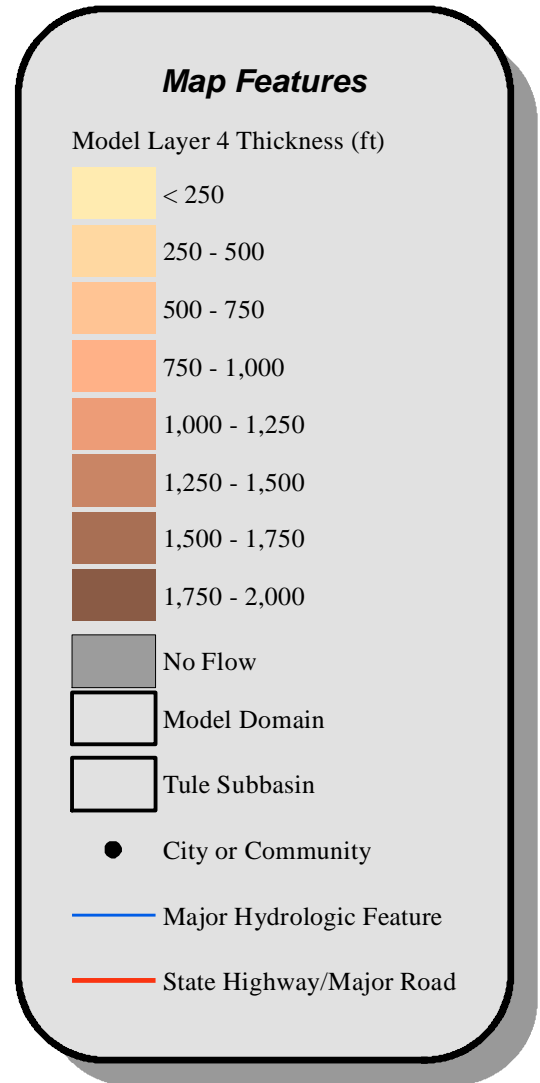 Map Features
Model Layer 4 Thickness (ft)
< 250
250 - 500
500 - 750
750 - 1,000
1,000 - 1,250
1,250 - 1,500
1,500 - 1,750
1,750 - 2,000
No Flow
Model Domain
Tule Subbasin
City or Community
Major Hydrologic Feature
State Highway/Major Road